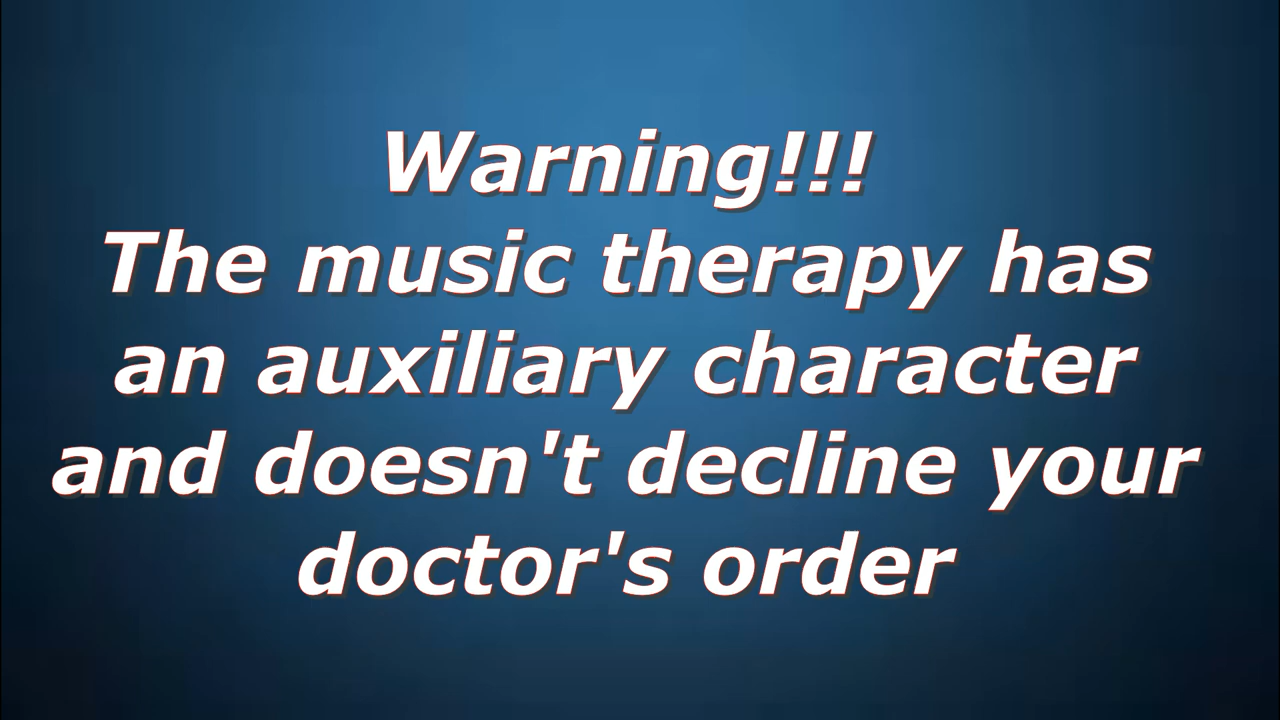 Warning!!!
The music therapy has
an auxiliary character
and doesn't decline your
doctor's order